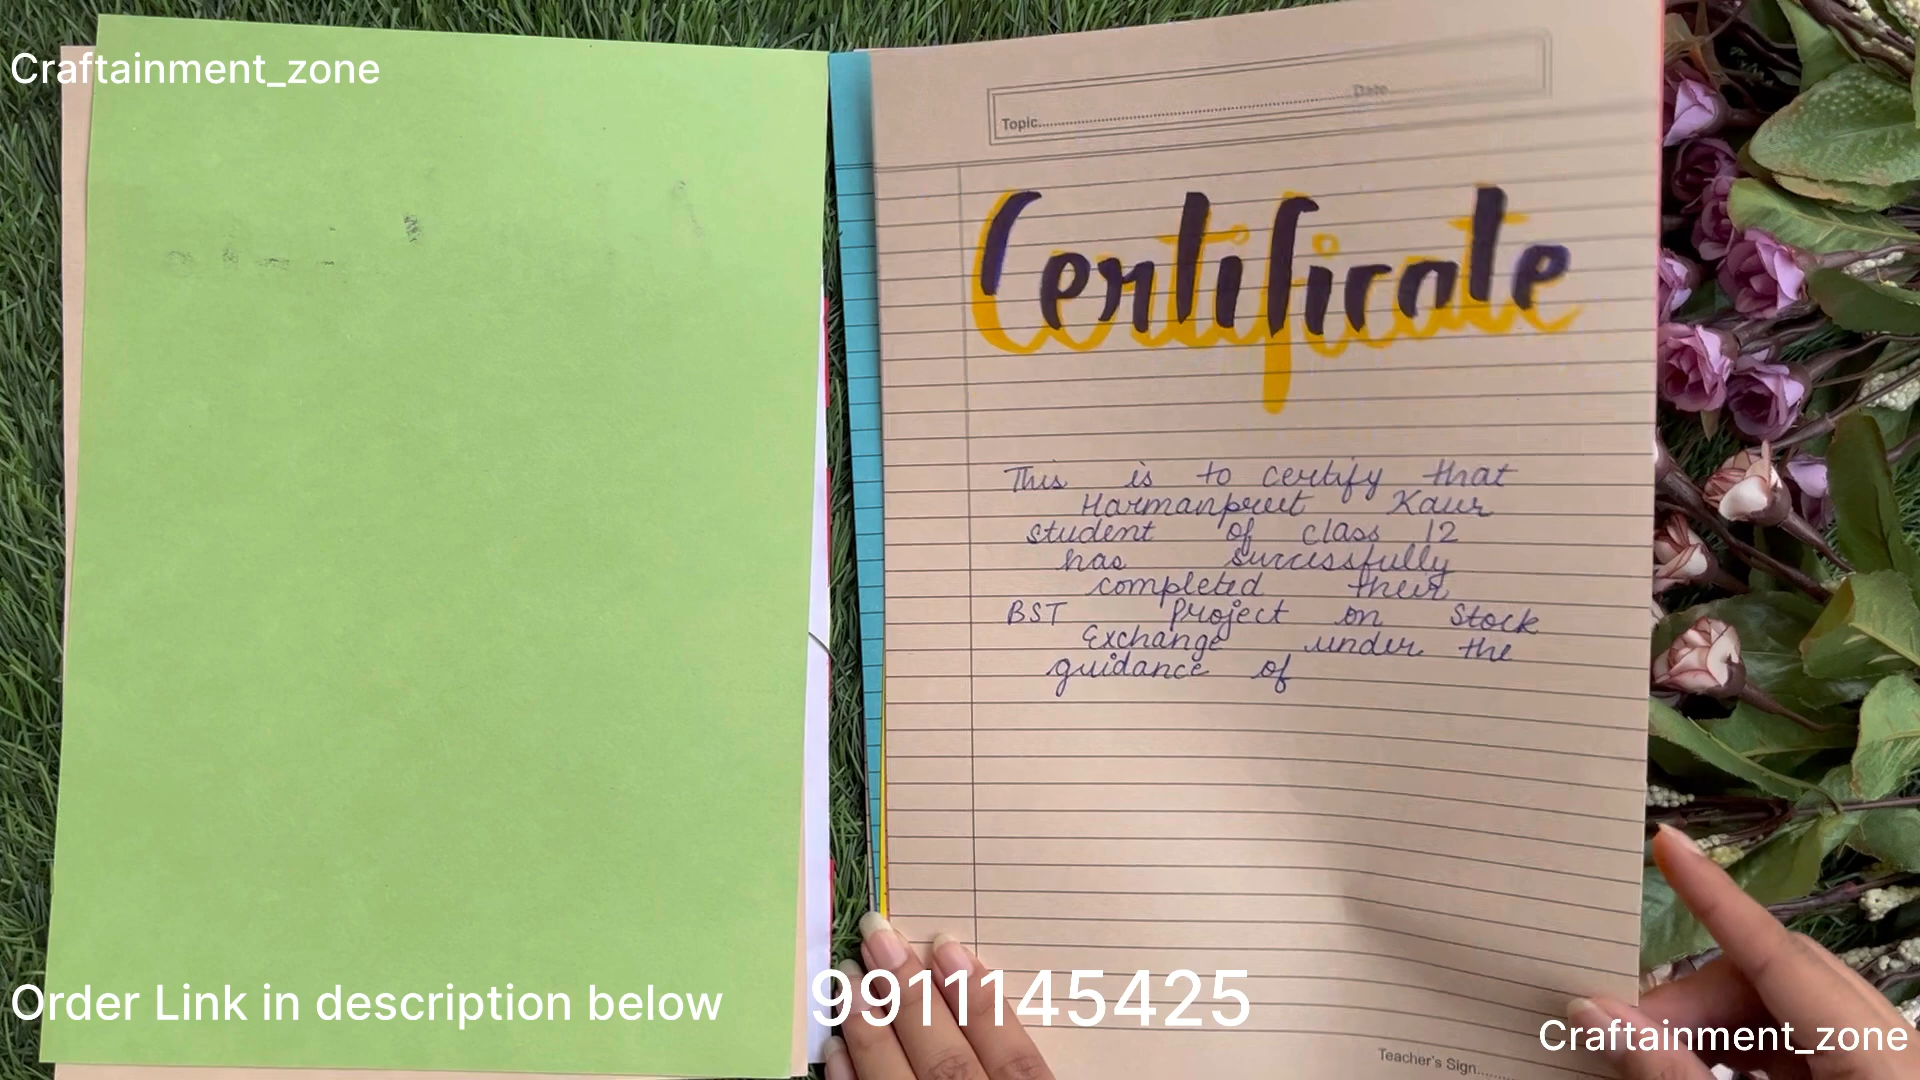 Craftainment_zone
Topic.......... Date
Certificate
This is to certify that
Harmanpreet Kaur
student of class 12
has successfully
completed their
BST Project on Stock
Exchange under the
guidance of
Order Link in description below
9911145425
Craftainment_zone
Teacher's Sign.....